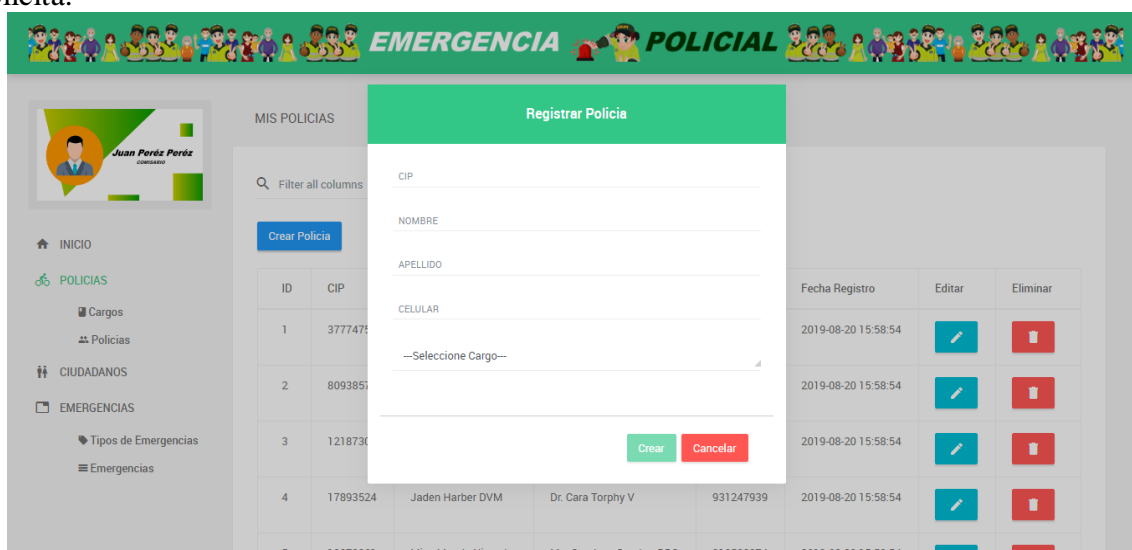 EMERGENCIA POLICIAL
Juan Peréz Peréz
COMISARIO
INICIO
POLICIAS
Cargos
Policias
CIUDADANOS
EMERGENCIAS
Tipos de Emergencias
Emergencias
MIS POLICIAS
Filter all columns
Crear Policia
Registrar Policia
CIP
NOMBRE
APELLIDO
CELULAR
---Seleccione Cargo---
Crear Cancelar
ID CIP Fecha Registro Editar Eliminar
1 2019-08-20 15:58:54
2 2019-08-20 15:58:54
3 2019-08-20 15:58:54
4 17893524 Jaden Harber DVM Dr. Cara Torphy V 931247939 2019-08-20 15:58:54